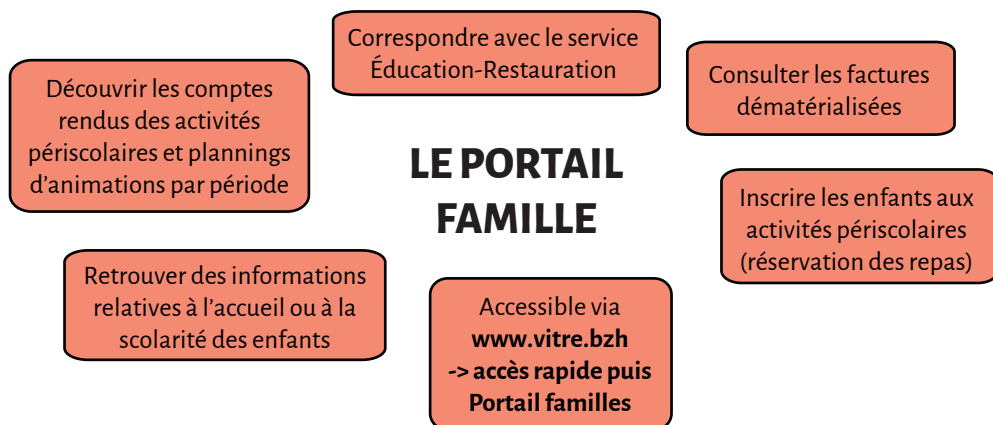 Correspondre avec le service
Éducation-Restauration
Découvrir les comptes
rendus des activités
périscolaires et plannings
d’animations par période
Consulter les factures
dématérialisées
LE PORTAIL
FAMILLE
Inscrire les enfants aux
activités périscolaires
(réservation des repas)
Retrouver des informations
relatives à l’accueil ou à la
scolarité des enfants
Accessible via
www.vitre.bzh
-> accès rapide puis
Portail familles